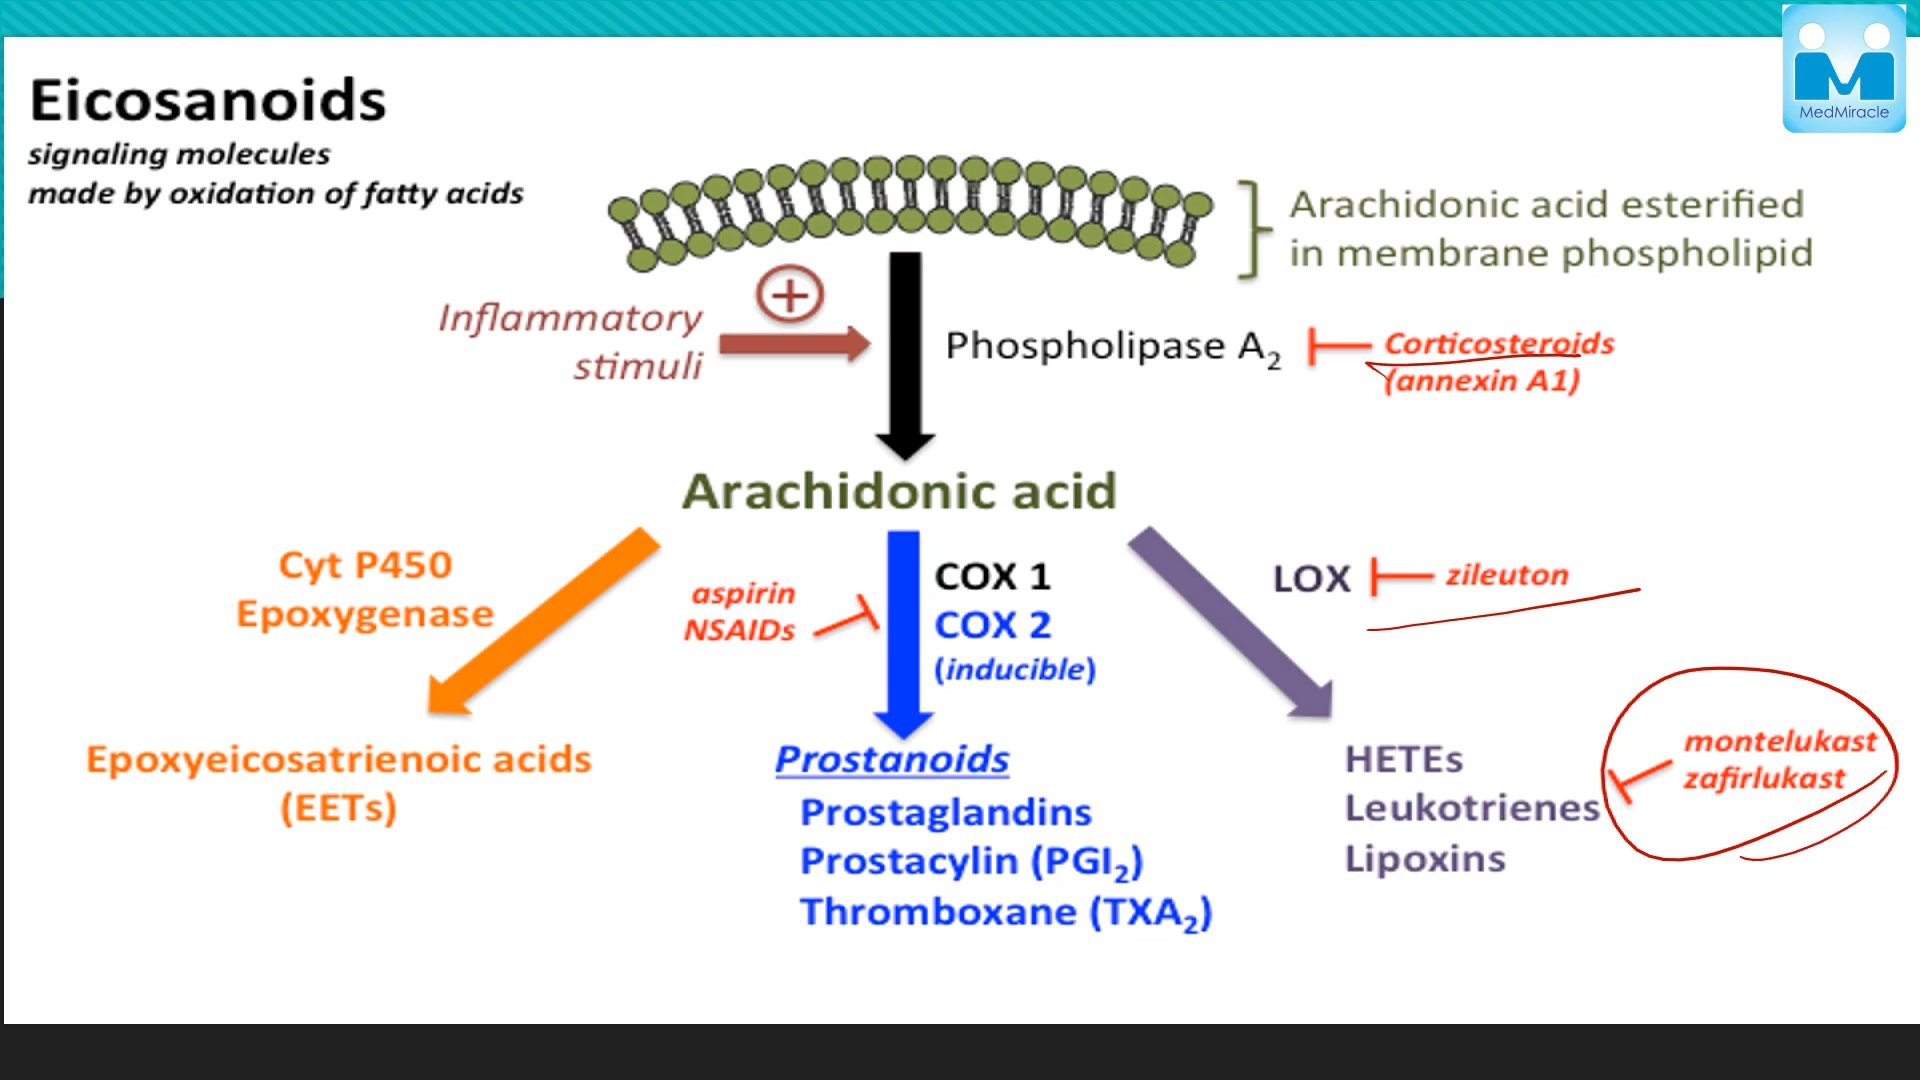 MedMiracle
Eicosanoids
signaling molecules
made by oxidation of fatty acids
Arachidonic acid esterified
in membrane phospholipid
+
Inflammatory
stimuli
Phospholipase A₂
Corticosteroids
(annexin A1)
Arachidonic acid
Cyt P450
Epoxygenase
aspirin
NSAIDs
COX 1
COX 2
(inducible)
LOX
zileuton
Epoxyeicosatrienoic acids
(EETs)
Prostanoids
Prostaglandins
Prostacylin (PGI₂)
Thromboxane (TXA₂)
HETEs
Leukotrienes
Lipoxins
montelukast
zafirlukast